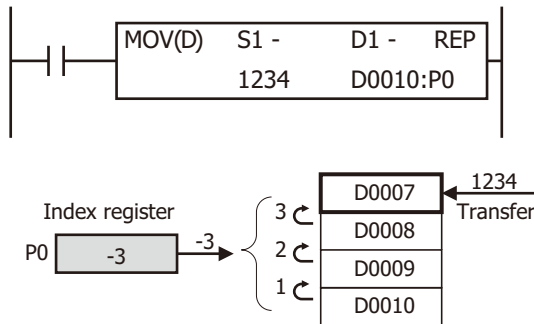 MOV(D) S1 - D1 - REP
1234 D0010:P0
Index register
P0 -3 -3
3 2 1
D0007
D0008
D0009
D0010
1234
Transfer